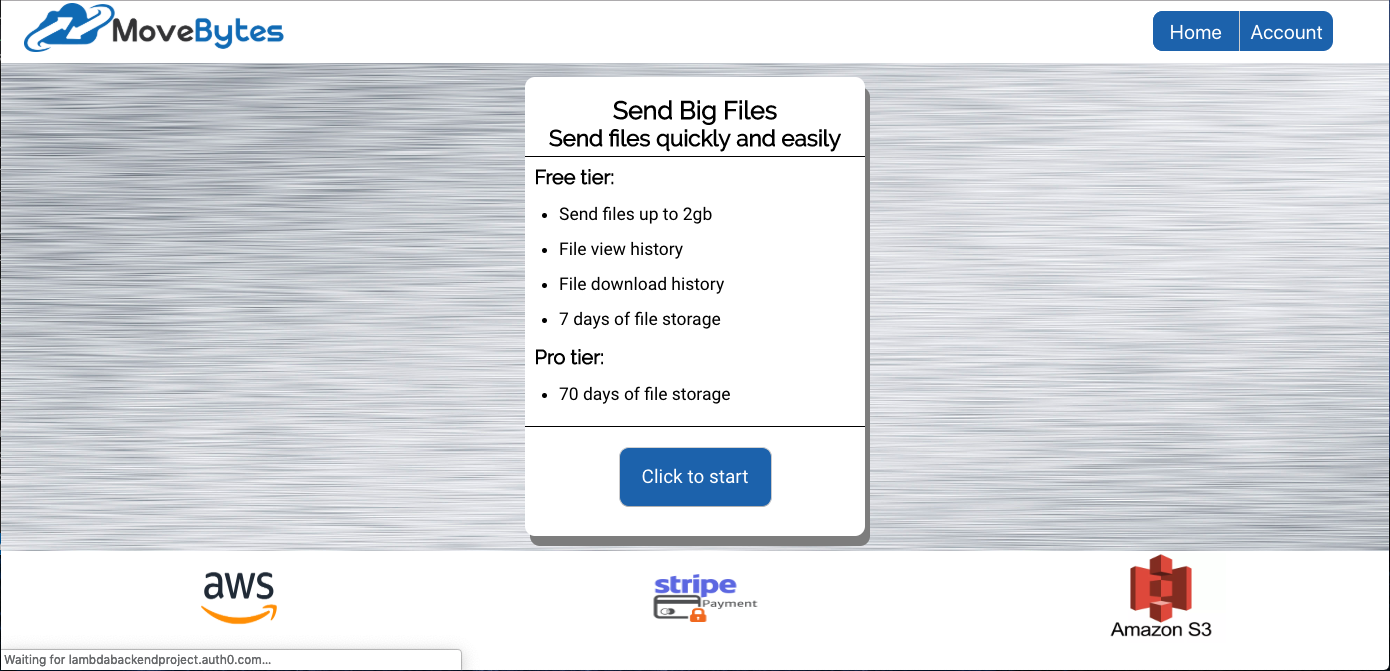 MoveBytes
Home
Account
Send Big Files
Send files quickly and easily
Free tier:
• Send files up to 2gb
• File view history
• File download history
• 7 days of file storage
Pro tier:
• 70 days of file storage
Click to start
aws
stripe
Payment
Amazon S3
Waiting for lambdabackendproject.auth0.com...